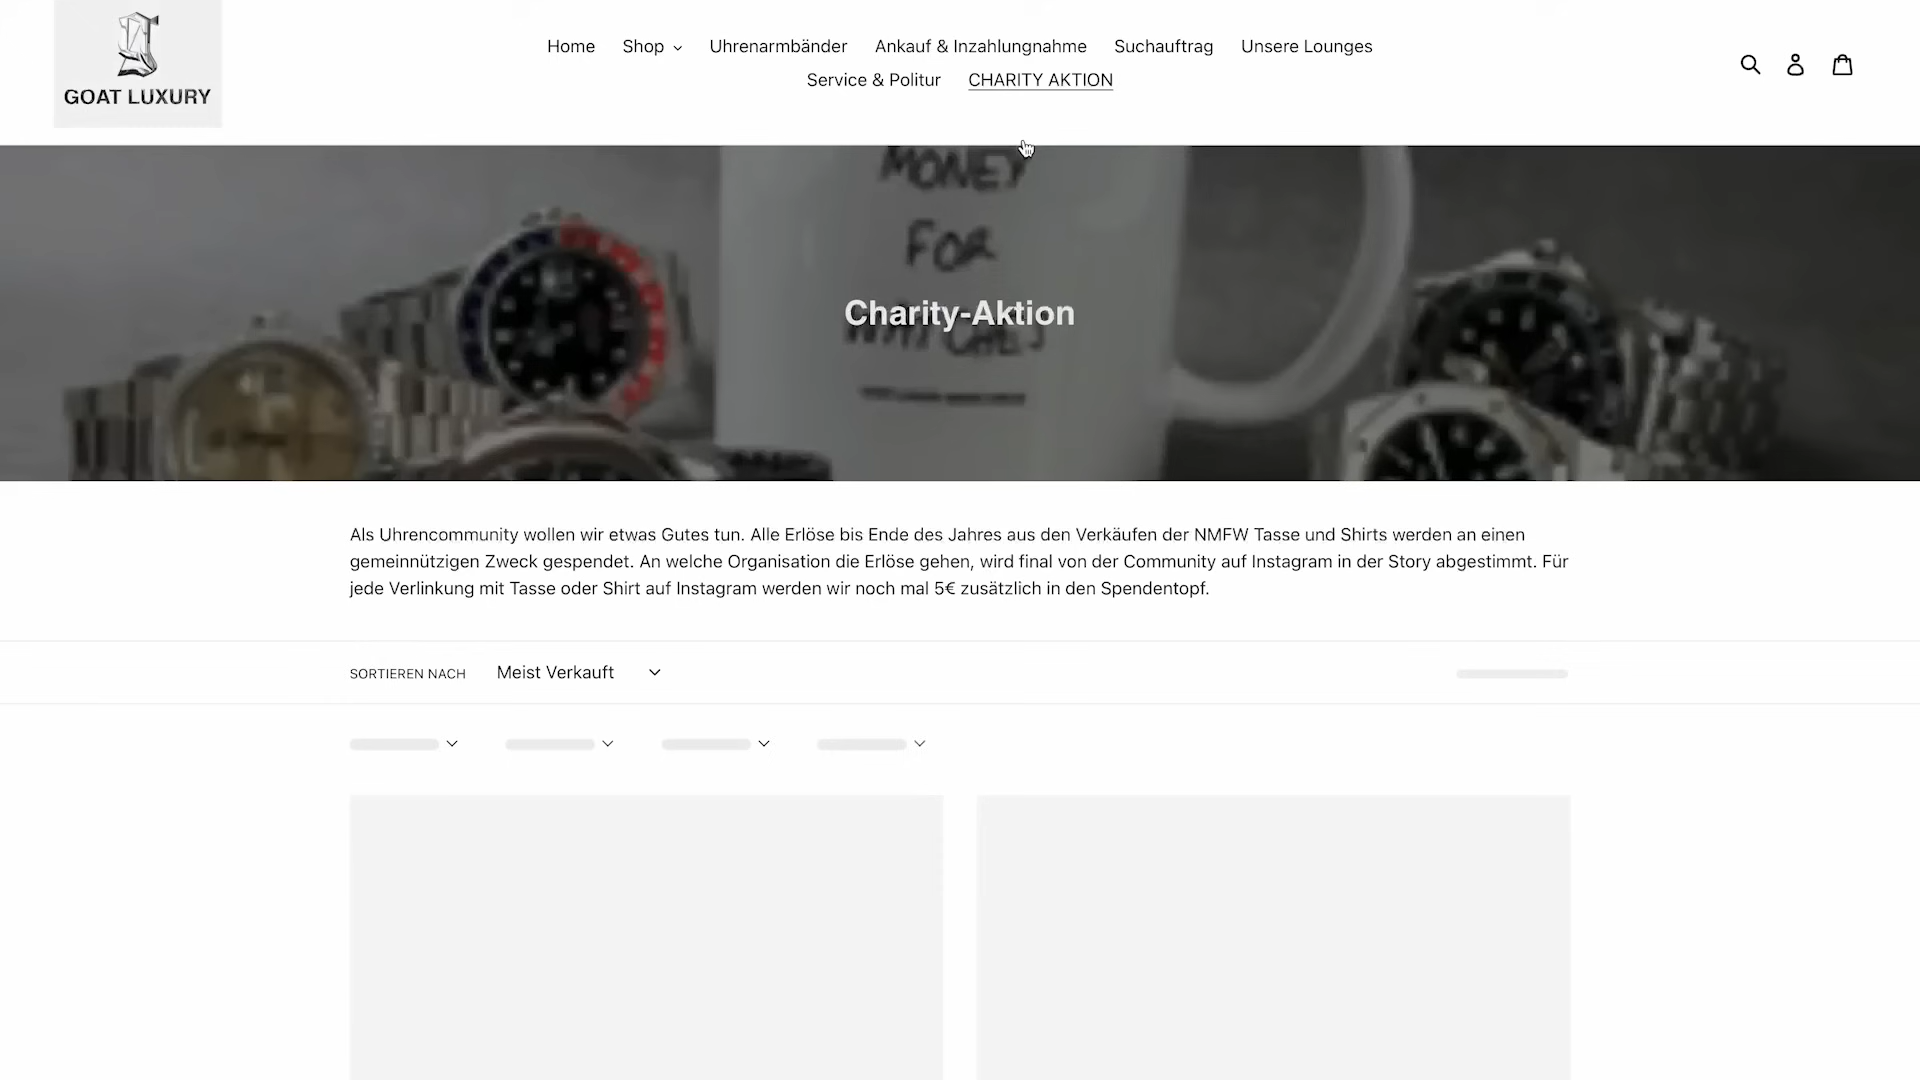 GOAT LUXURY
Home Shop Uhrenarmbänder Ankauf & Inzahlungnahme Suchauftrag Unsere Lounges
Service & Politur CHARITY AKTION
MONEY
FOR
Charity-Aktion
WATCHES
Als Uhrencommunity wollen wir etwas Gutes tun. Alle Erlöse bis Ende des Jahres aus den Verkäufen der NMFW Tasse und Shirts werden an einen
gemeinnützigen Zweck gespendet. An welche Organisation die Erlöse gehen, wird final von der Community auf Instagram in der Story abgestimmt. Für
jede Verlinkung mit Tasse oder Shirt auf Instagram werden wir noch mal 5€ zusätzlich in den Spendentopf.
SORTIEREN NACH Meist Verkauft